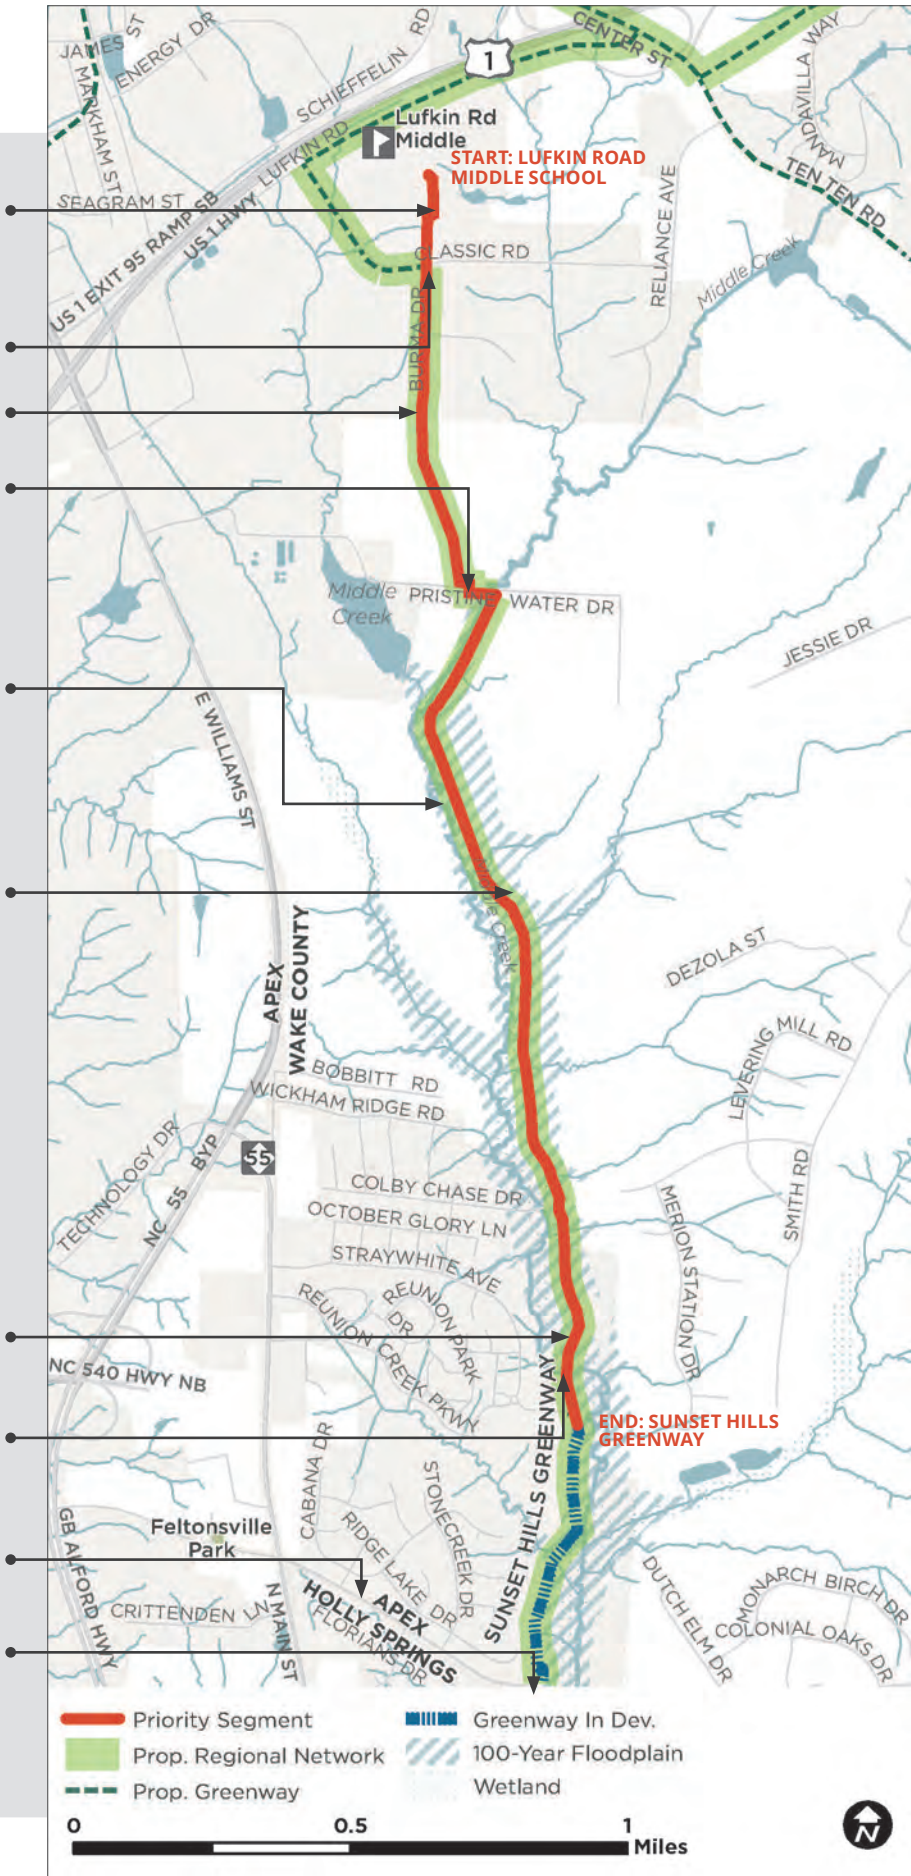 JAMES ST
ENERGY DR
MARKHAM ST
SCHIEFFELIN RD
1
CENTER ST
MANDAVILLA WAY
Lufkin Rd
Middle
LUFKIN RD
START: LUFKIN ROAD
MIDDLE SCHOOL
TEN TEN RD
SEAGRAM ST
US 1 EXIT 95 RAMP SB
US 1 HWY
CLASSIC RD
RELIANCE AVE
Middle Creek
BURMA DR
Middle
Creek
PRISTINE WATER DR
JESSIE DR
E WILLIAMS ST
Middle Creek
DEZOLA ST
APEX
WAKE COUNTY
LEVERING MILL RD
BOBBITT RD
WICKHAM RIDGE RD
TECHNOLOGY DR
NC 55 BYP
55
COLBY CHASE DR
OCTOBER GLORY LN
STRAYWHITE AVE
MERION STATION DR
SMITH RD
REUNION PARK
DR
REUNION CREEK PKWY
NC 540 HWY NB
SUNSET HILLS GREENWAY
END: SUNSET HILLS
GREENWAY
CABANA DR
STONECREEK DR
Feltonsville
Park
RIDGE LAKE DR
GB ALFORD HWY
CRITTENDEN LN
N MAIN ST
APEX
HOLLY SPRINGS
FLORIANS DR
DUTCH ELM DR
MONARCH BIRCH DR
COLONIAL OAKS DR
Priority Segment
Prop. Regional Network
Prop. Greenway
Greenway In Dev.
100-Year Floodplain
Wetland
0 0.5 1
Miles
N